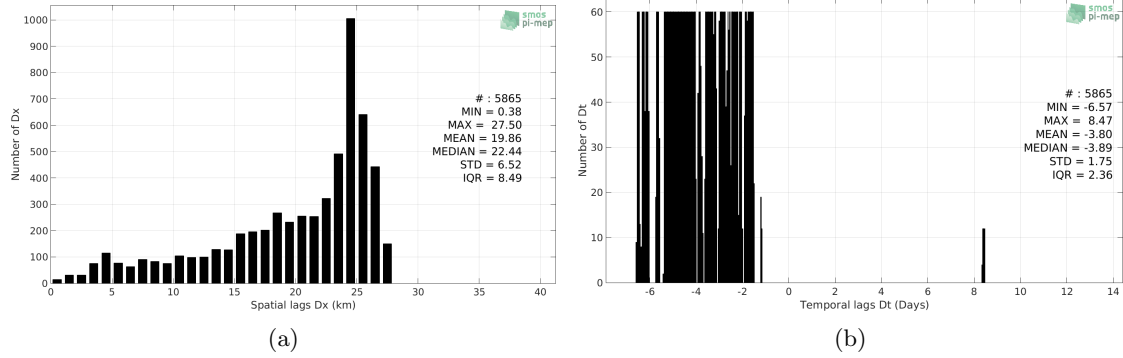 smos
pi-mep
1000
900
800
700
600
500
400
300
200
100
0
Number of Dx
# : 5865
MIN = 0.38
MAX = 27.50
MEAN = 19.86
MEDIAN = 22.44
STD = 6.52
IQR = 8.49
0 5 10 15 20 25 30 35 40
Spatial lags Dx (km)
(a)
smos
pi-mep
60
50
40
30
20
10
0
Number of Dt
# : 5865
MIN = -6.57
MAX = 8.47
MEAN = -3.80
MEDIAN = -3.89
STD = 1.75
IQR = 2.36
-6 -4 -2 0 2 4 6 8 10 12 14
Temporal lags Dt (Days)
(b)